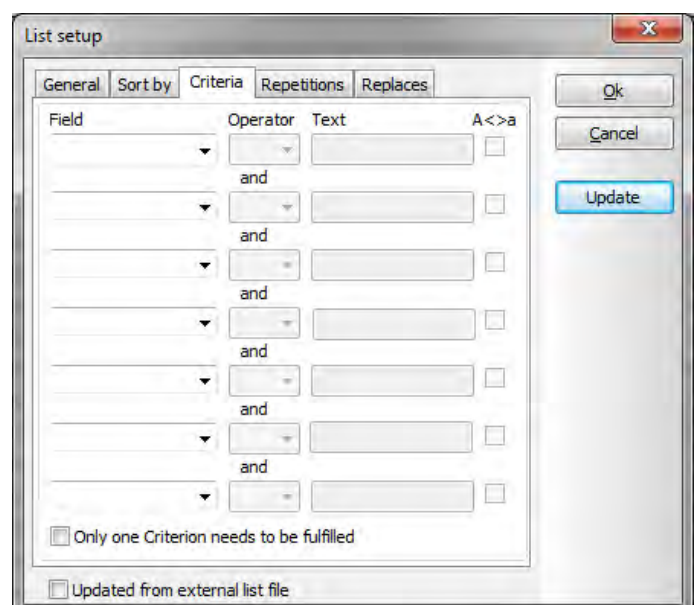 List setup
General Sort by Criteria Repetitions Replaces
Ok
Cancel
Update
Field Operator Text A<>a
and
and
and
and
and
and
Only one Criterion needs to be fulfilled
Updated from external list file